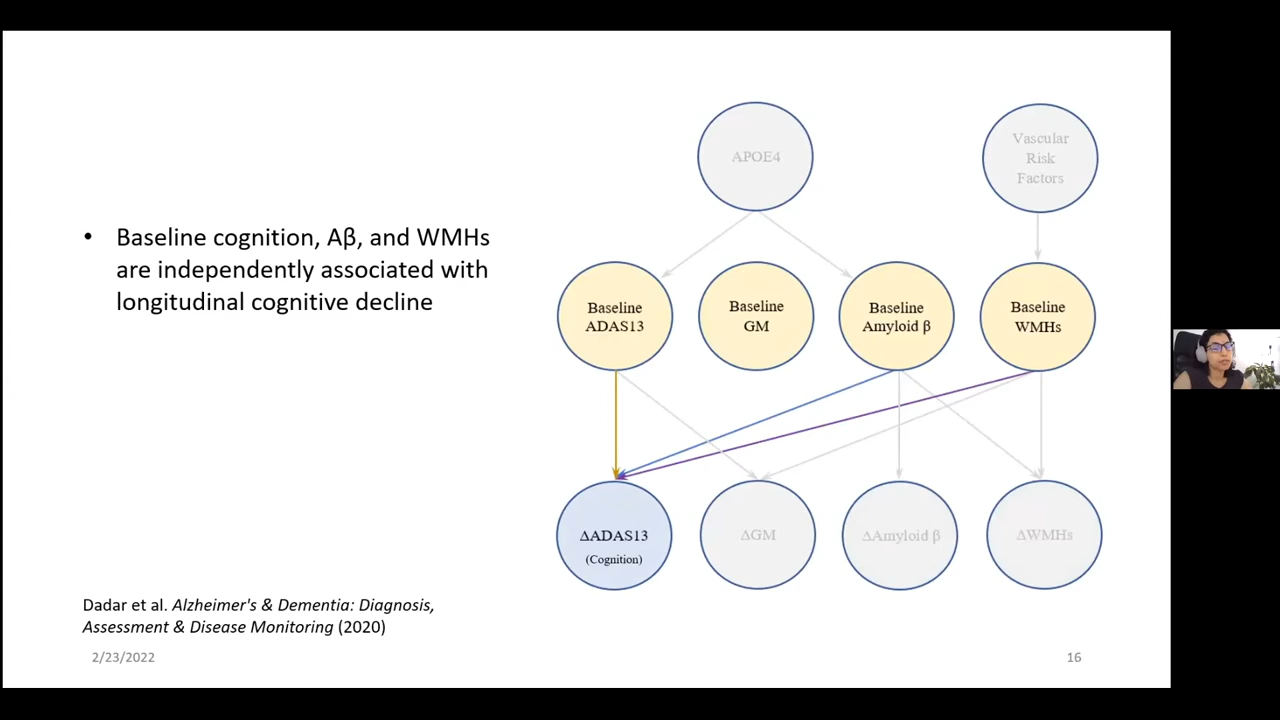 • Baseline cognition, Aβ, and WMHs
are independently associated with
longitudinal cognitive decline
APOE4
Vascular
Risk
Factors
Baseline
ADAS13
Baseline
GM
Baseline
Amyloid β
Baseline
WMHs
ΔADAS13
(Cognition)
ΔGM
ΔAmyloid β
ΔWMHs
Dadar et al. Alzheimer's & Dementia: Diagnosis,
Assessment & Disease Monitoring (2020)
2/23/2022
16